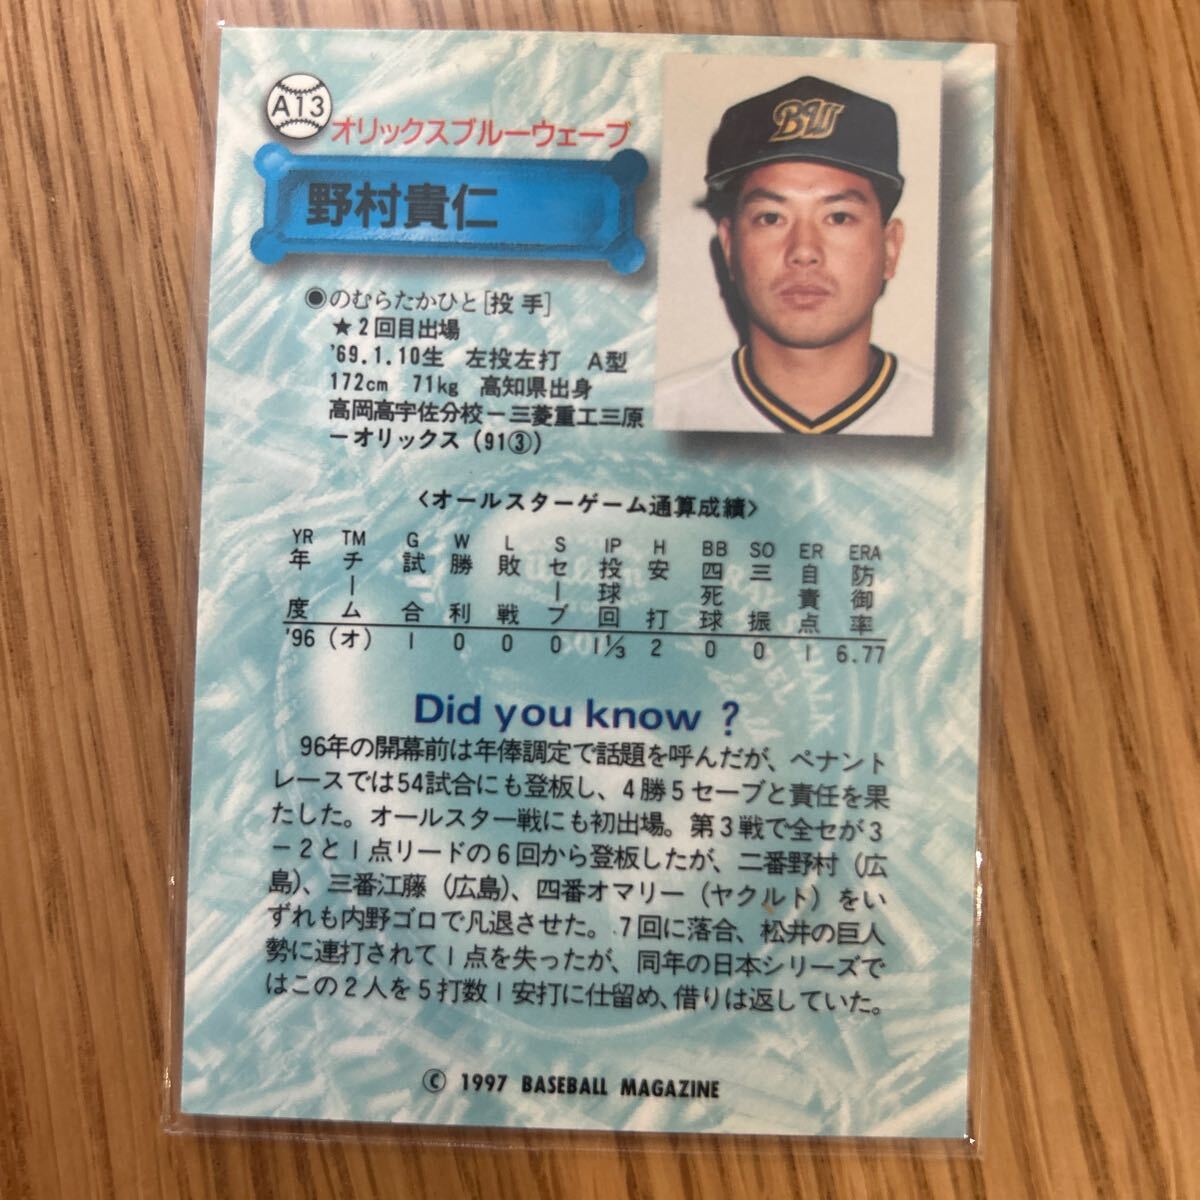 A13
オリックスブルーウェーブ
BW
野村貴仁
◉のむらたかひと[投手]
★2回目出場
'69.1.10生 左投左打 A型
172cm 71kg 高知県出身
高岡高宇佐分校ー三菱重工三原
ーオリックス（91③）
〈オールスターゲーム通算成績〉
YR TM G W L S IP H BB SO ER ERA
年度 チーム 試合 勝利 敗戦 セーブ 投球回 安打 四死球 三振 自責点 防御率
'96（オ） 1 0 0 0 1⅓ 2 0 0 1 6.77
Did you know ?
96年の開幕前は年俸調定で話題を呼んだが、ペナント
レースでは54試合にも登板し、4勝5セーブと責任を果
たした。オールスター戦にも初出場。第3戦で全セが3
－2と1点リードの6回から登板したが、二番野村（広
島）、三番江藤（広島）、四番オマリー（ヤクルト）をい
ずれも内野ゴロで凡退させた。7回に落合、松井の巨人
勢に連打されて1点を失ったが、同年の日本シリーズで
はこの2人を5打数1安打に仕留め、借りは返していた。
© 1997 BASEBALL MAGAZINE